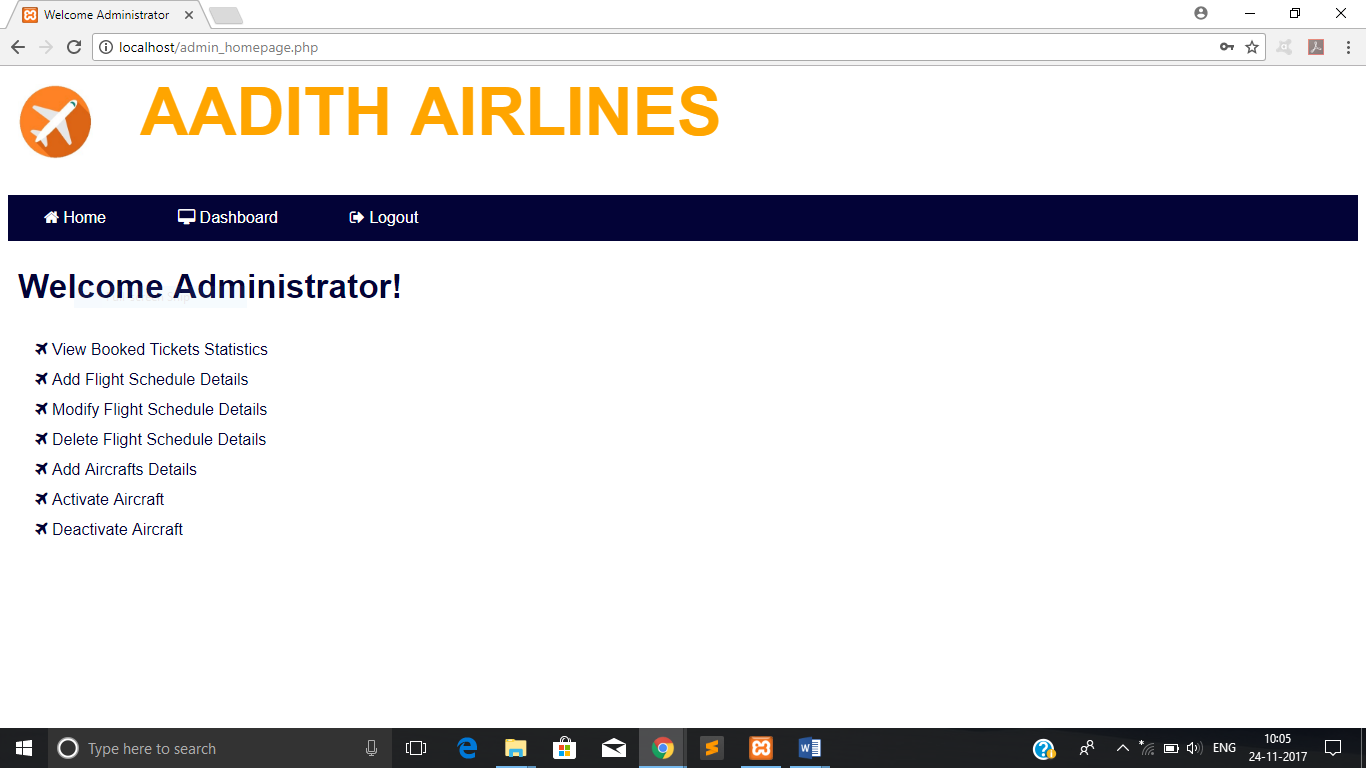 Welcome Administrator
localhost/admin_homepage.php
AADITH AIRLINES
Home Dashboard Logout
Welcome Administrator!
View Booked Tickets Statistics
Add Flight Schedule Details
Modify Flight Schedule Details
Delete Flight Schedule Details
Add Aircrafts Details
Activate Aircraft
Deactivate Aircraft
Type here to search
ENG
10:05
24-11-2017